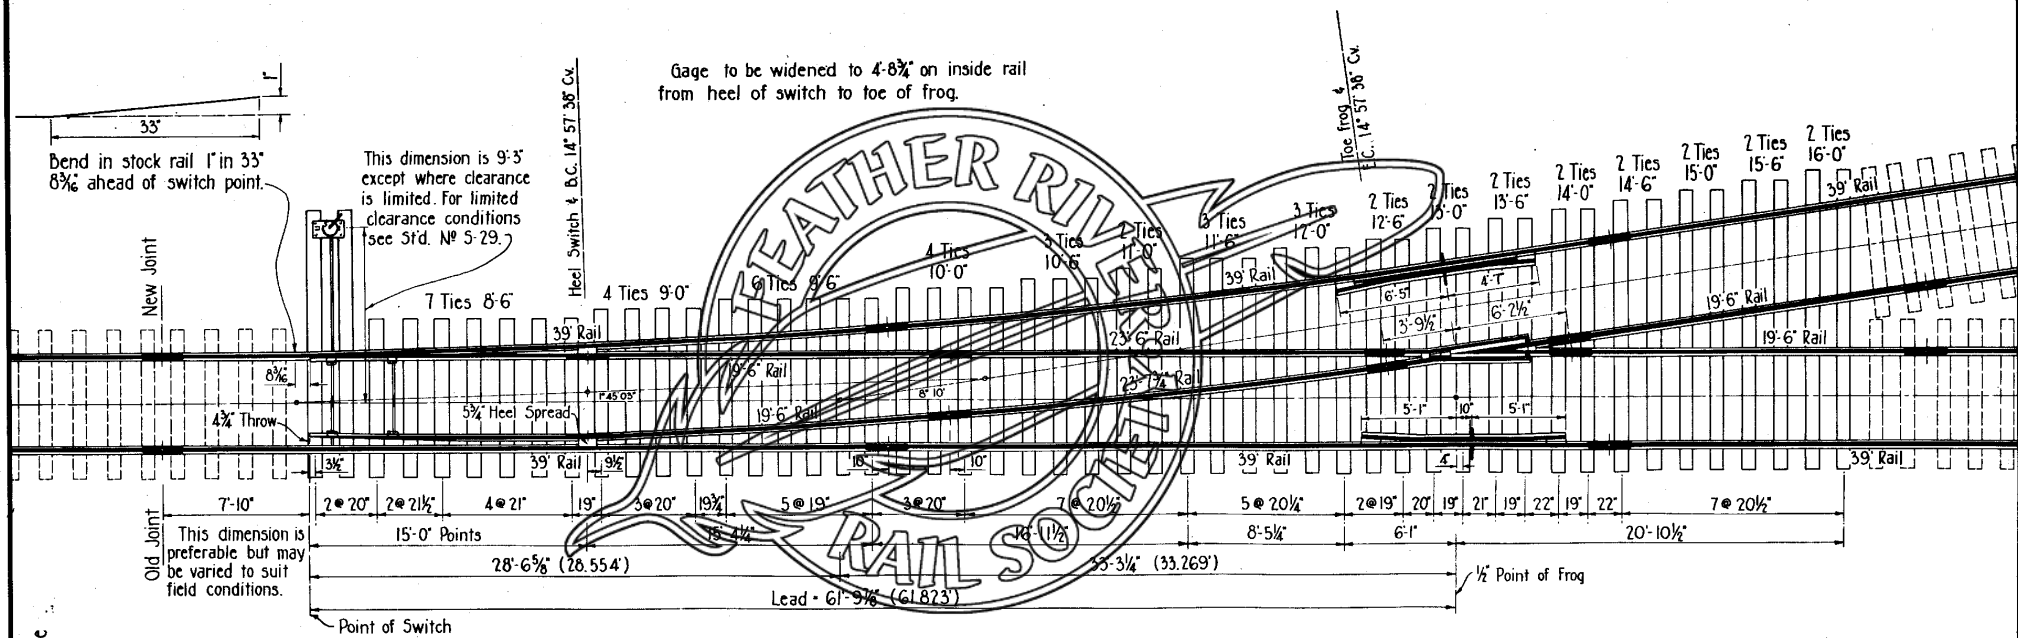 1"
33"
Bend in stock rail 1" in 33"
8 3/16" ahead of switch point.
This dimension is 9'-3"
except where clearance
is limited. For limited
clearance conditions
see Std. Nº S-29.
New Joint
Heel Switch & B.C. 14° 57' 38" Cv.
Gage to be widened to 4'-8¾" on inside rail
from heel of switch to toe of frog.
Toe frog &
E.C. 14° 57' 38" Cv.
FEATHER RIVER
RAIL SOCIETY
7 Ties 8'-6"
4 Ties 9'-0"
6 Ties 9'-6"
4 Ties
10'-0"
3 Ties
10'-6"
2 Ties
11'-0"
3 Ties
11'-6"
3 Ties
12'-0"
2 Ties
12'-6"
2 Ties
13'-0"
2 Ties
13'-6"
2 Ties
14'-0"
2 Ties
14'-6"
2 Ties
15'-0"
2 Ties
15'-6"
2 Ties
16'-0"
39' Rail
39' Rail
39' Rail
6'-5"
4'-7"
3'-9½"
6'-2½"
19'-6" Rail
19'-6" Rail
23'-6" Rail
19'-6" Rail
23'-7¾" Ra
19'-6" Rail
8 3/16"
1° 45' 03"
8' 10"
4¾" Throw
5¾" Heel Spread
5'-1"
10"
5'-1"
3½"
39' Rail
9½"
10"
10"
39' Rail
4"
39' Rail
7'-10"
2 @ 20"
2 @ 21½"
4 @ 21"
19"
3 @ 20"
19¾"
5 @ 19"
3 @ 20"
7 @ 20½"
5 @ 20¼"
2 @ 19"
20"
19"
21"
19"
22"
19"
22"
7 @ 20½"
Old Joint
This dimension is
preferable but may
be varied to suit
field conditions.
15'-0" Points
15'-4¼"
16'-11½"
8'-5¼"
6'-1"
20'-10½"
28'-6⅝" (28.554')
33'-3¼" (33.269')
½" Point of Frog
Lead = 61'-9⅞" (61.823')
Point of Switch